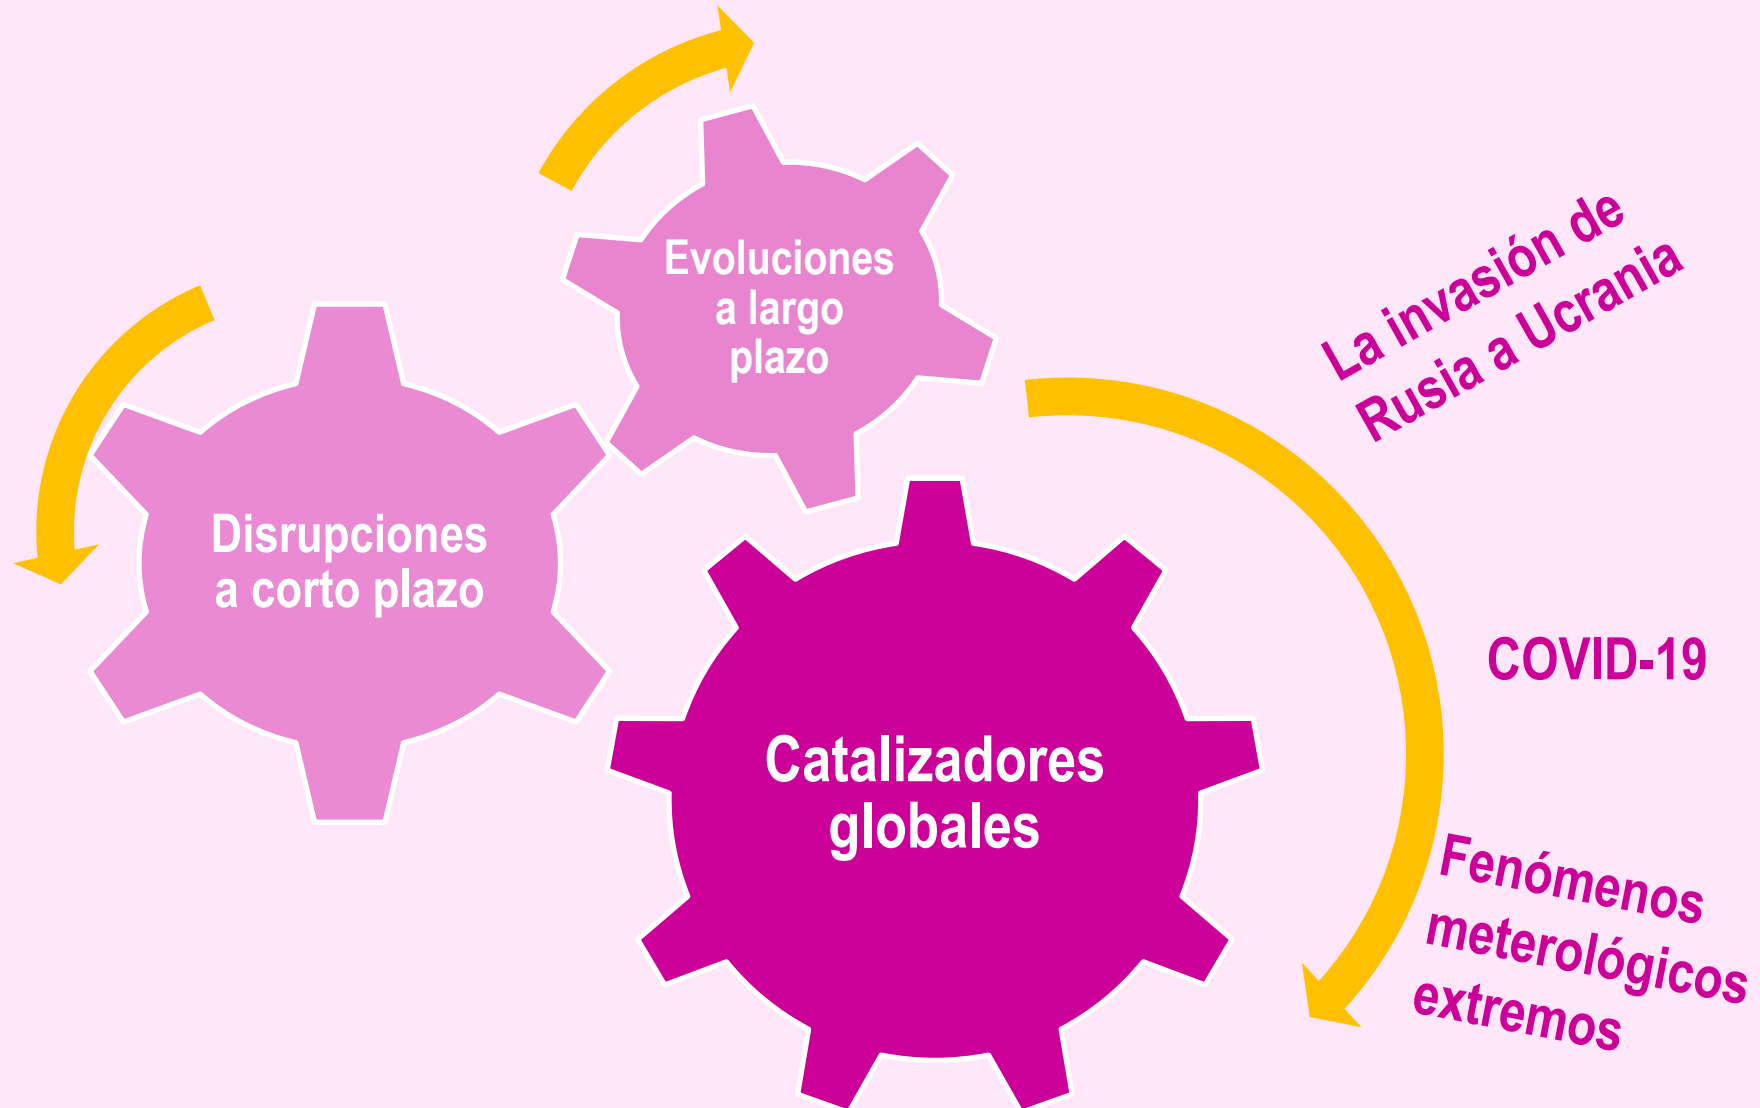 Evoluciones
a largo
plazo
Disrupciones
a corto plazo
Catalizadores
globales
La invasión de
Rusia a Ucrania
COVID-19
Fenómenos
meterológicos
extremos